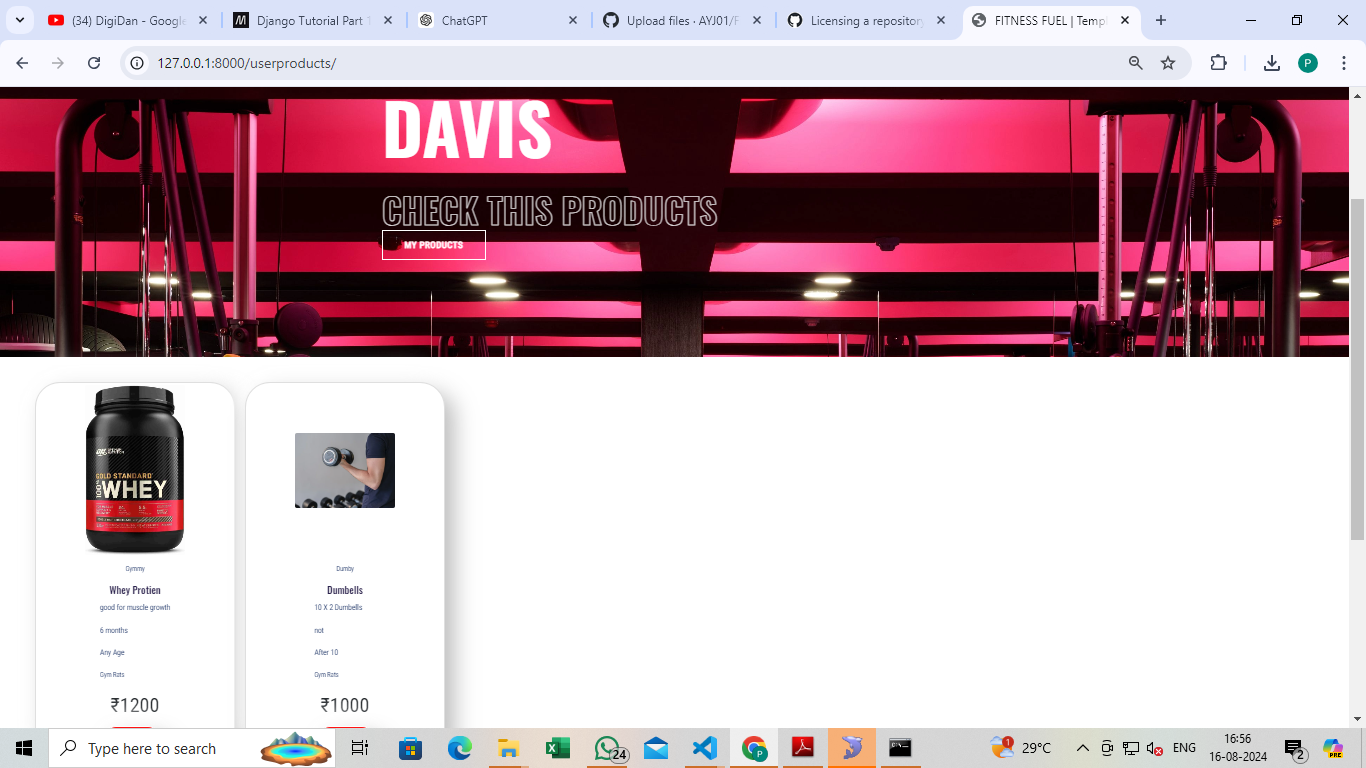 (34) DigiDan - Google
Django Tutorial Part 1
ChatGPT
Upload files · AYJ01/F
Licensing a repository
FITNESS FUEL | Templ
127.0.0.1:8000/userproducts/
P
DAVIS
CHECK THIS PRODUCTS
MY PRODUCTS
GOLD STANDARD
100% WHEY
Gymmy
Whey Protien
good for muscle growth
6 months
Any Age
Gym Rats
₹1200
Dumby
Dumbells
10 X 2 Dumbells
not
After 10
Gym Rats
₹1000
Type here to search
24
P
1
29°C
ENG
16:56
16-08-2024
2
PRE